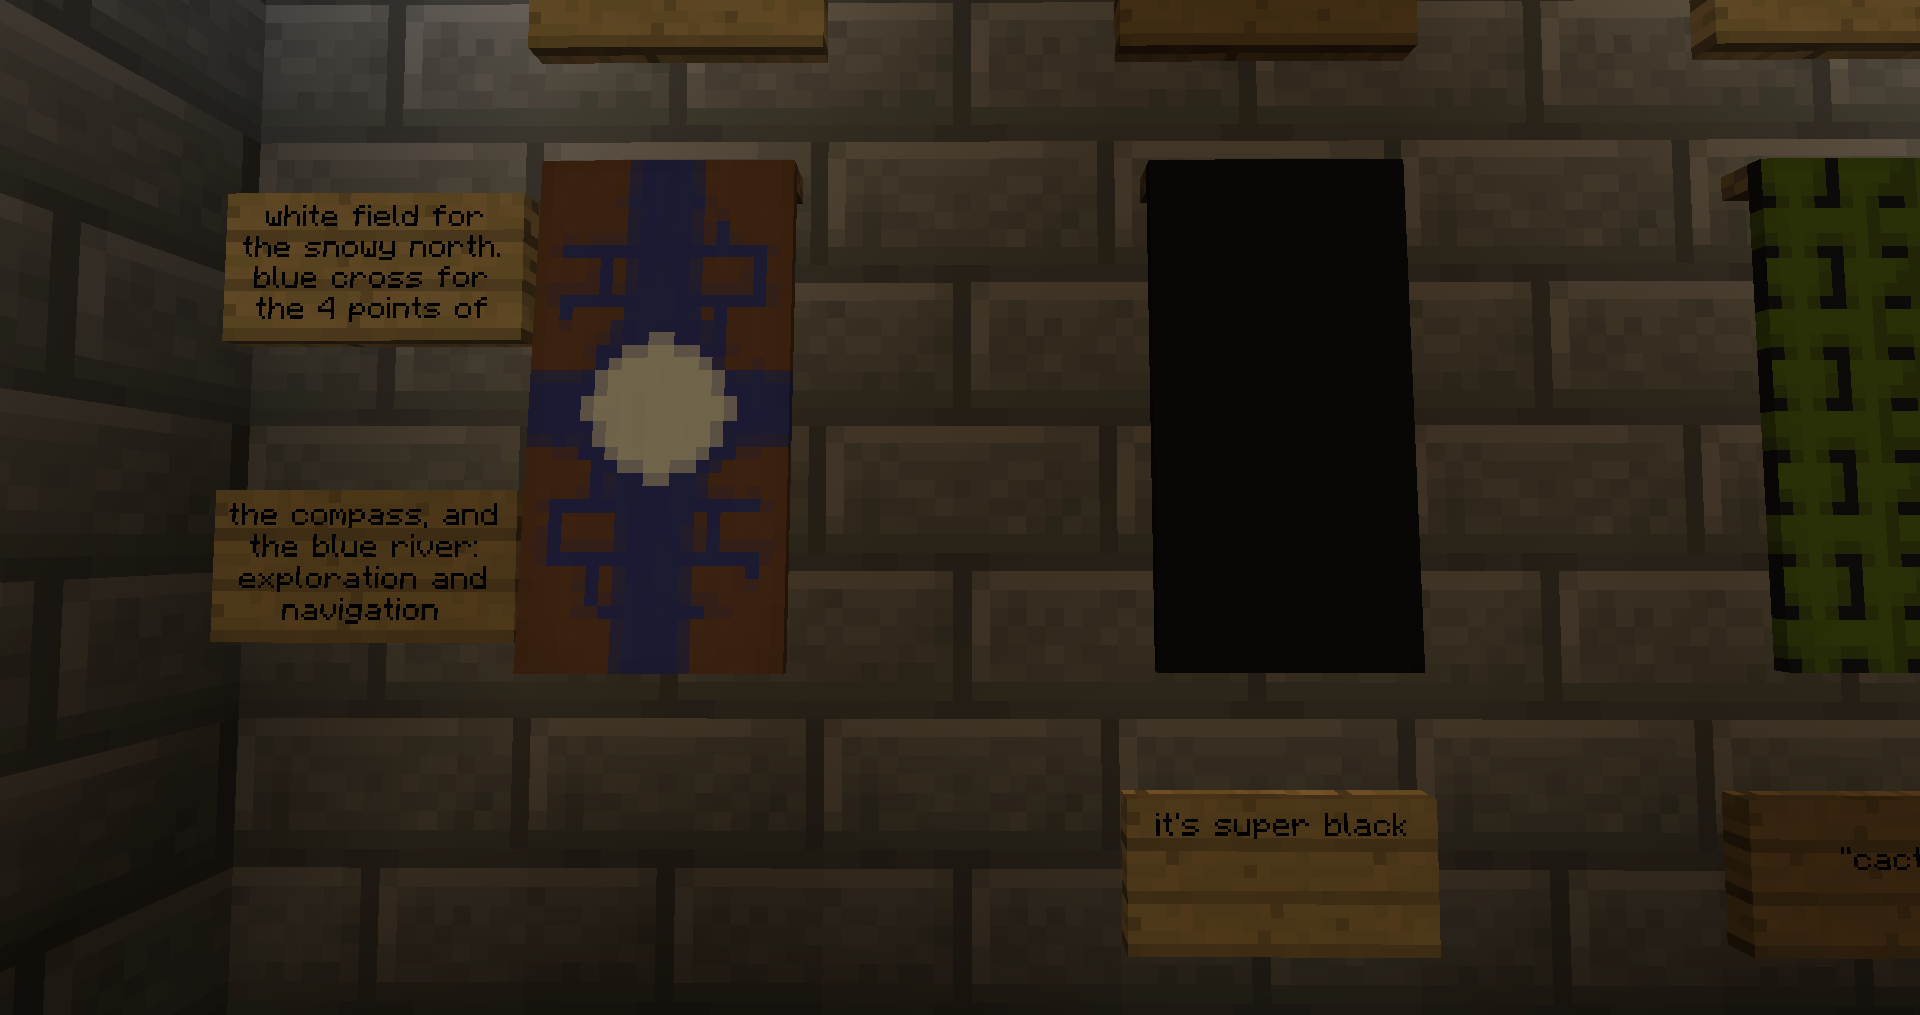 white field for
the snowy north.
blue cross for
the 4 points of
the compass, and
the blue river:
exploration and
navigation
it's super black